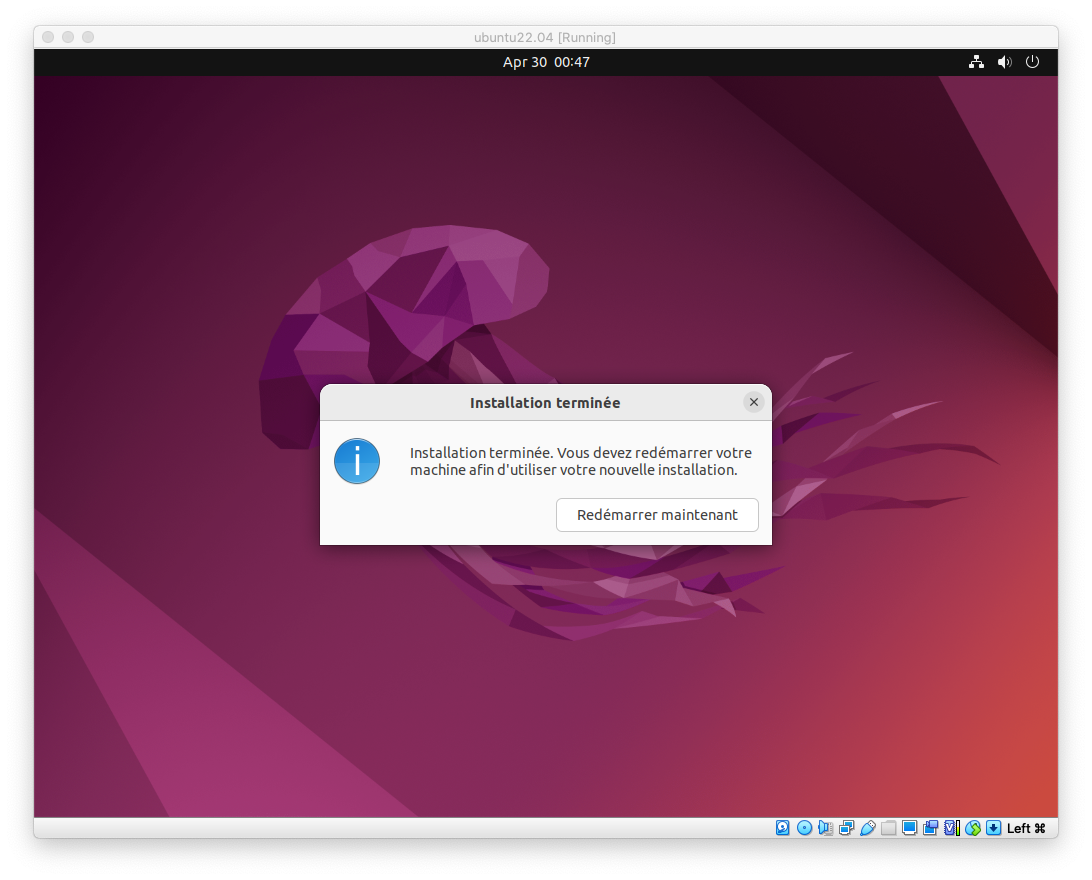 ubuntu22.04 [Running]
Apr 30 00:47
Installation terminée
Installation terminée. Vous devez redémarrer votre
machine afin d'utiliser votre nouvelle installation.
Redémarrer maintenant
Left ⌘